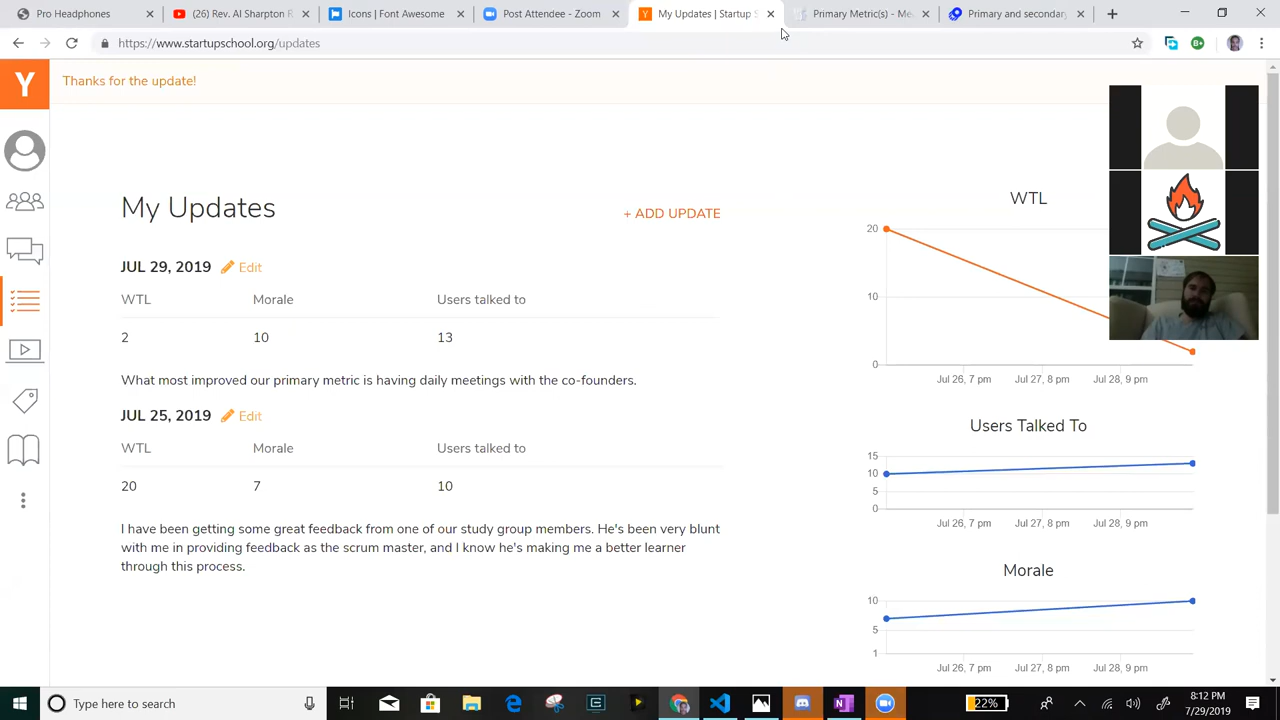 Pro Headphones
(26) Rev. Al Sharpton R
Icons | Font Awesome
Post Attendee - Zoom
My Updates | Startup S
Primary Metric(s) - Me
Primary and secondar
https://www.startupschool.org/updates
Y
Thanks for the update!
My Updates
+ ADD UPDATE
JUL 29, 2019 Edit
WTL Morale Users talked to
2 10 13
What most improved our primary metric is having daily meetings with the co-founders.
JUL 25, 2019 Edit
WTL Morale Users talked to
20 7 10
I have been getting some great feedback from one of our study group members. He's been very blunt
with me in providing feedback as the scrum master, and I know he's making me a better learner
through this process.
WTL
20
10
0
Jul 26, 7 pm Jul 27, 8 pm Jul 28, 9 pm
Users Talked To
15
10
5
0
Jul 26, 7 pm Jul 27, 8 pm Jul 28, 9 pm
Morale
10
5
1
Jul 26, 7 pm Jul 27, 8 pm Jul 28, 9 pm
Type here to search
22%
8:12 PM
7/29/2019